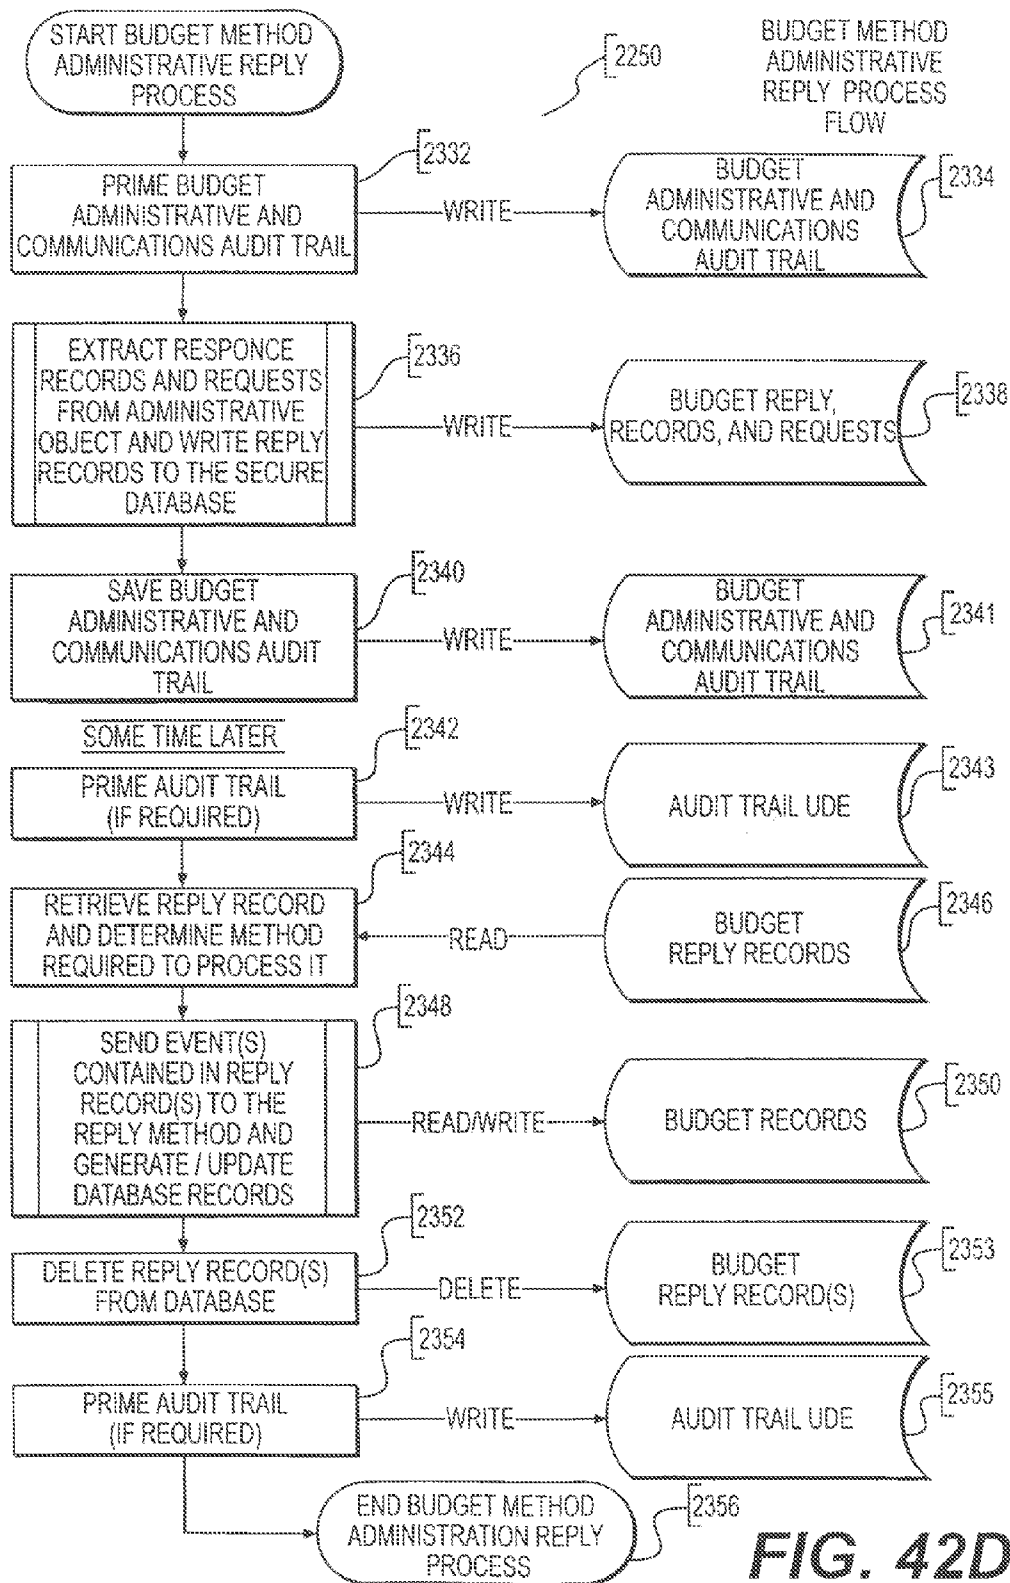 START BUDGET METHOD
ADMINISTRATIVE REPLY
PROCESS
2250
BUDGET METHOD
ADMINISTRATIVE
REPLY PROCESS
FLOW
2332
PRIME BUDGET
ADMINISTRATIVE AND
COMMUNICATIONS AUDIT TRAIL
WRITE
BUDGET
ADMINISTRATIVE AND
COMMUNICATIONS
AUDIT TRAIL
2334
EXTRACT RESPONCE
RECORDS AND REQUESTS
FROM ADMINISTRATIVE
OBJECT AND WRITE REPLY
RECORDS TO THE SECURE
DATABASE
2336
WRITE
BUDGET REPLY,
RECORDS, AND REQUESTS
2338
SAVE BUDGET
ADMINISTRATIVE AND
COMMUNICATIONS AUDIT
TRAIL
2340
WRITE
BUDGET
ADMINISTRATIVE AND
COMMUNICATIONS
AUDIT TRAIL
2341
SOME TIME LATER
2342
PRIME AUDIT TRAIL
(IF REQUIRED)
WRITE
AUDIT TRAIL UDE
2343
2344
RETRIEVE REPLY RECORD
AND DETERMINE METHOD
REQUIRED TO PROCESS IT
READ
BUDGET
REPLY RECORDS
2346
2348
SEND EVENT(S)
CONTAINED IN REPLY
RECORD(S) TO THE
REPLY METHOD AND
GENERATE / UPDATE
DATABASE RECORDS
READ/WRITE
BUDGET RECORDS
2350
2352
DELETE REPLY RECORD(S)
FROM DATABASE
DELETE
BUDGET
REPLY RECORD(S)
2353
2354
PRIME AUDIT TRAIL
(IF REQUIRED)
WRITE
AUDIT TRAIL UDE
2355
END BUDGET METHOD
ADMINISTRATION REPLY
PROCESS
2356
FIG. 42D